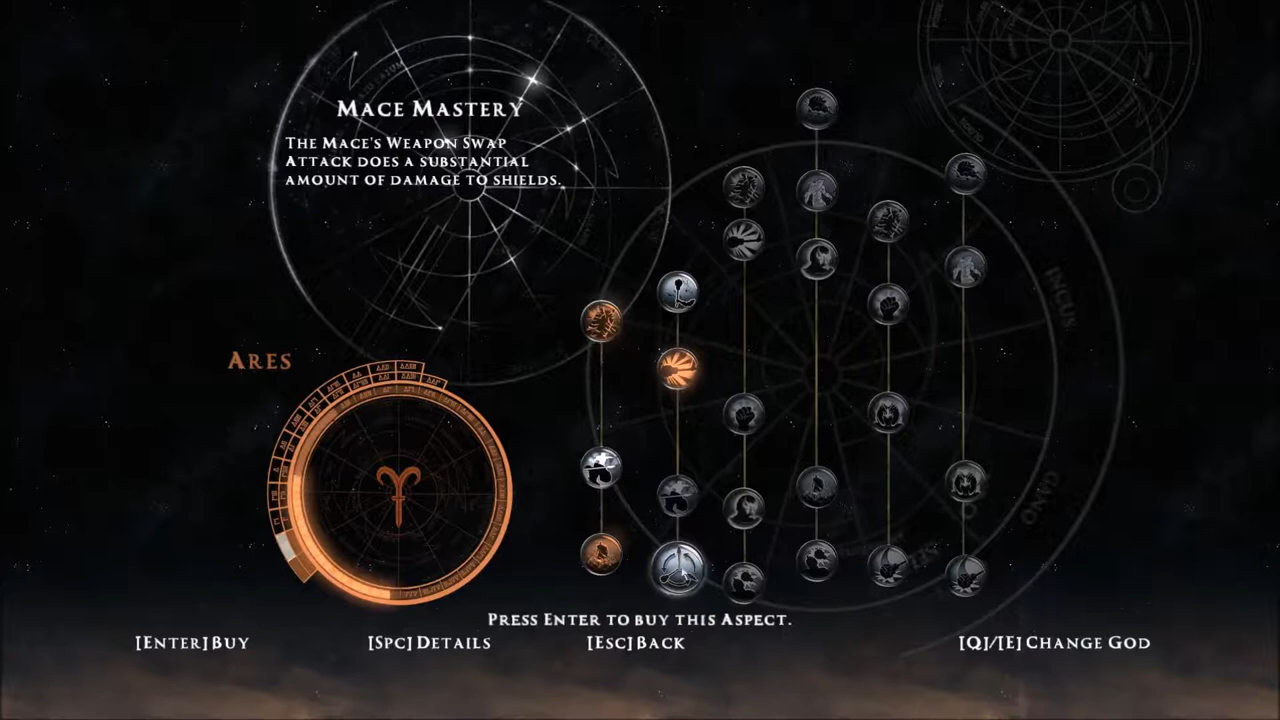 Mace Mastery
The Mace's Weapon Swap
Attack does a substantial
amount of damage to shields.
Ares
Press Enter to buy this Aspect.
[Enter] Buy
[Spc] Details
[Esc] Back
[Q]/[E] Change God